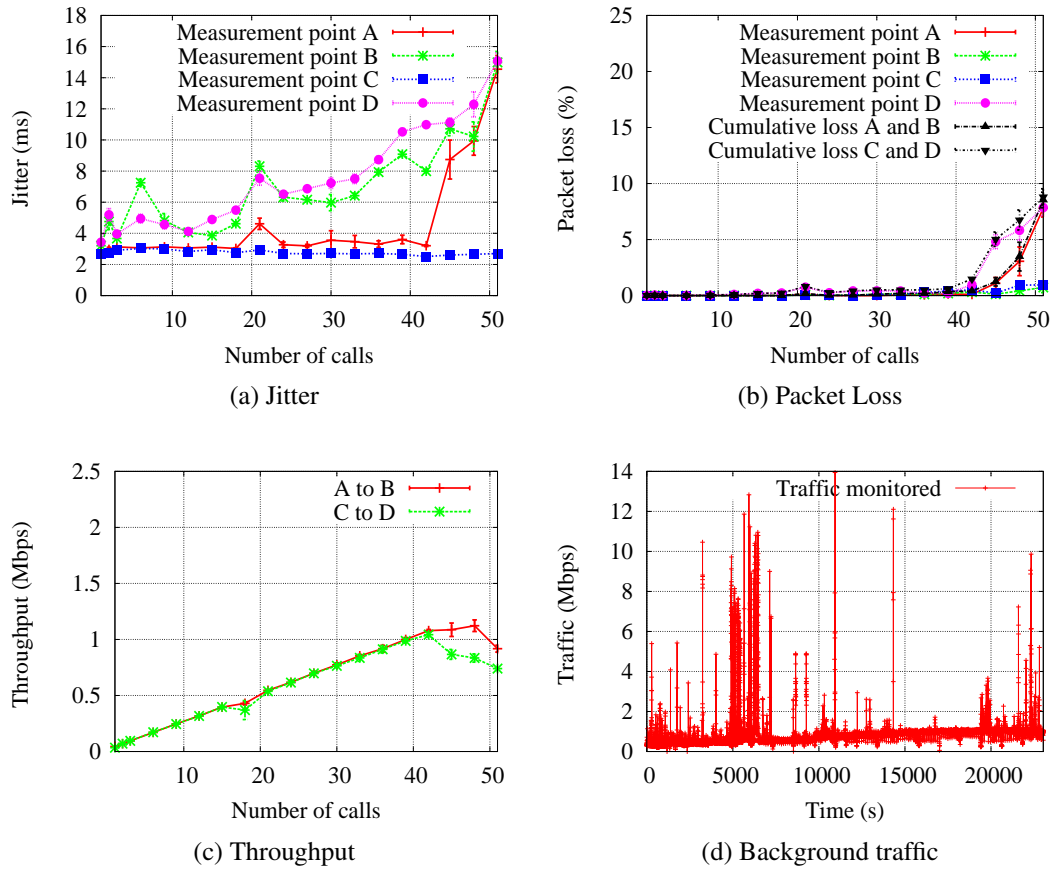 18
16
14
12
10
8
6
4
2
0
Jitter (ms)
Measurement point A
Measurement point B
Measurement point C
Measurement point D
10 20 30 40 50
Number of calls
(a) Jitter
25
20
15
10
5
0
Packet loss (%)
Measurement point A
Measurement point B
Measurement point C
Measurement point D
Cumulative loss A and B
Cumulative loss C and D
10 20 30 40 50
Number of calls
(b) Packet Loss
2.5
2
1.5
1
0.5
0
Throughput (Mbps)
A to B
C to D
10 20 30 40 50
Number of calls
(c) Throughput
14
12
10
8
6
4
2
0
Traffic (Mbps)
Traffic monitored
0 5000 10000 15000 20000
Time (s)
(d) Background traffic